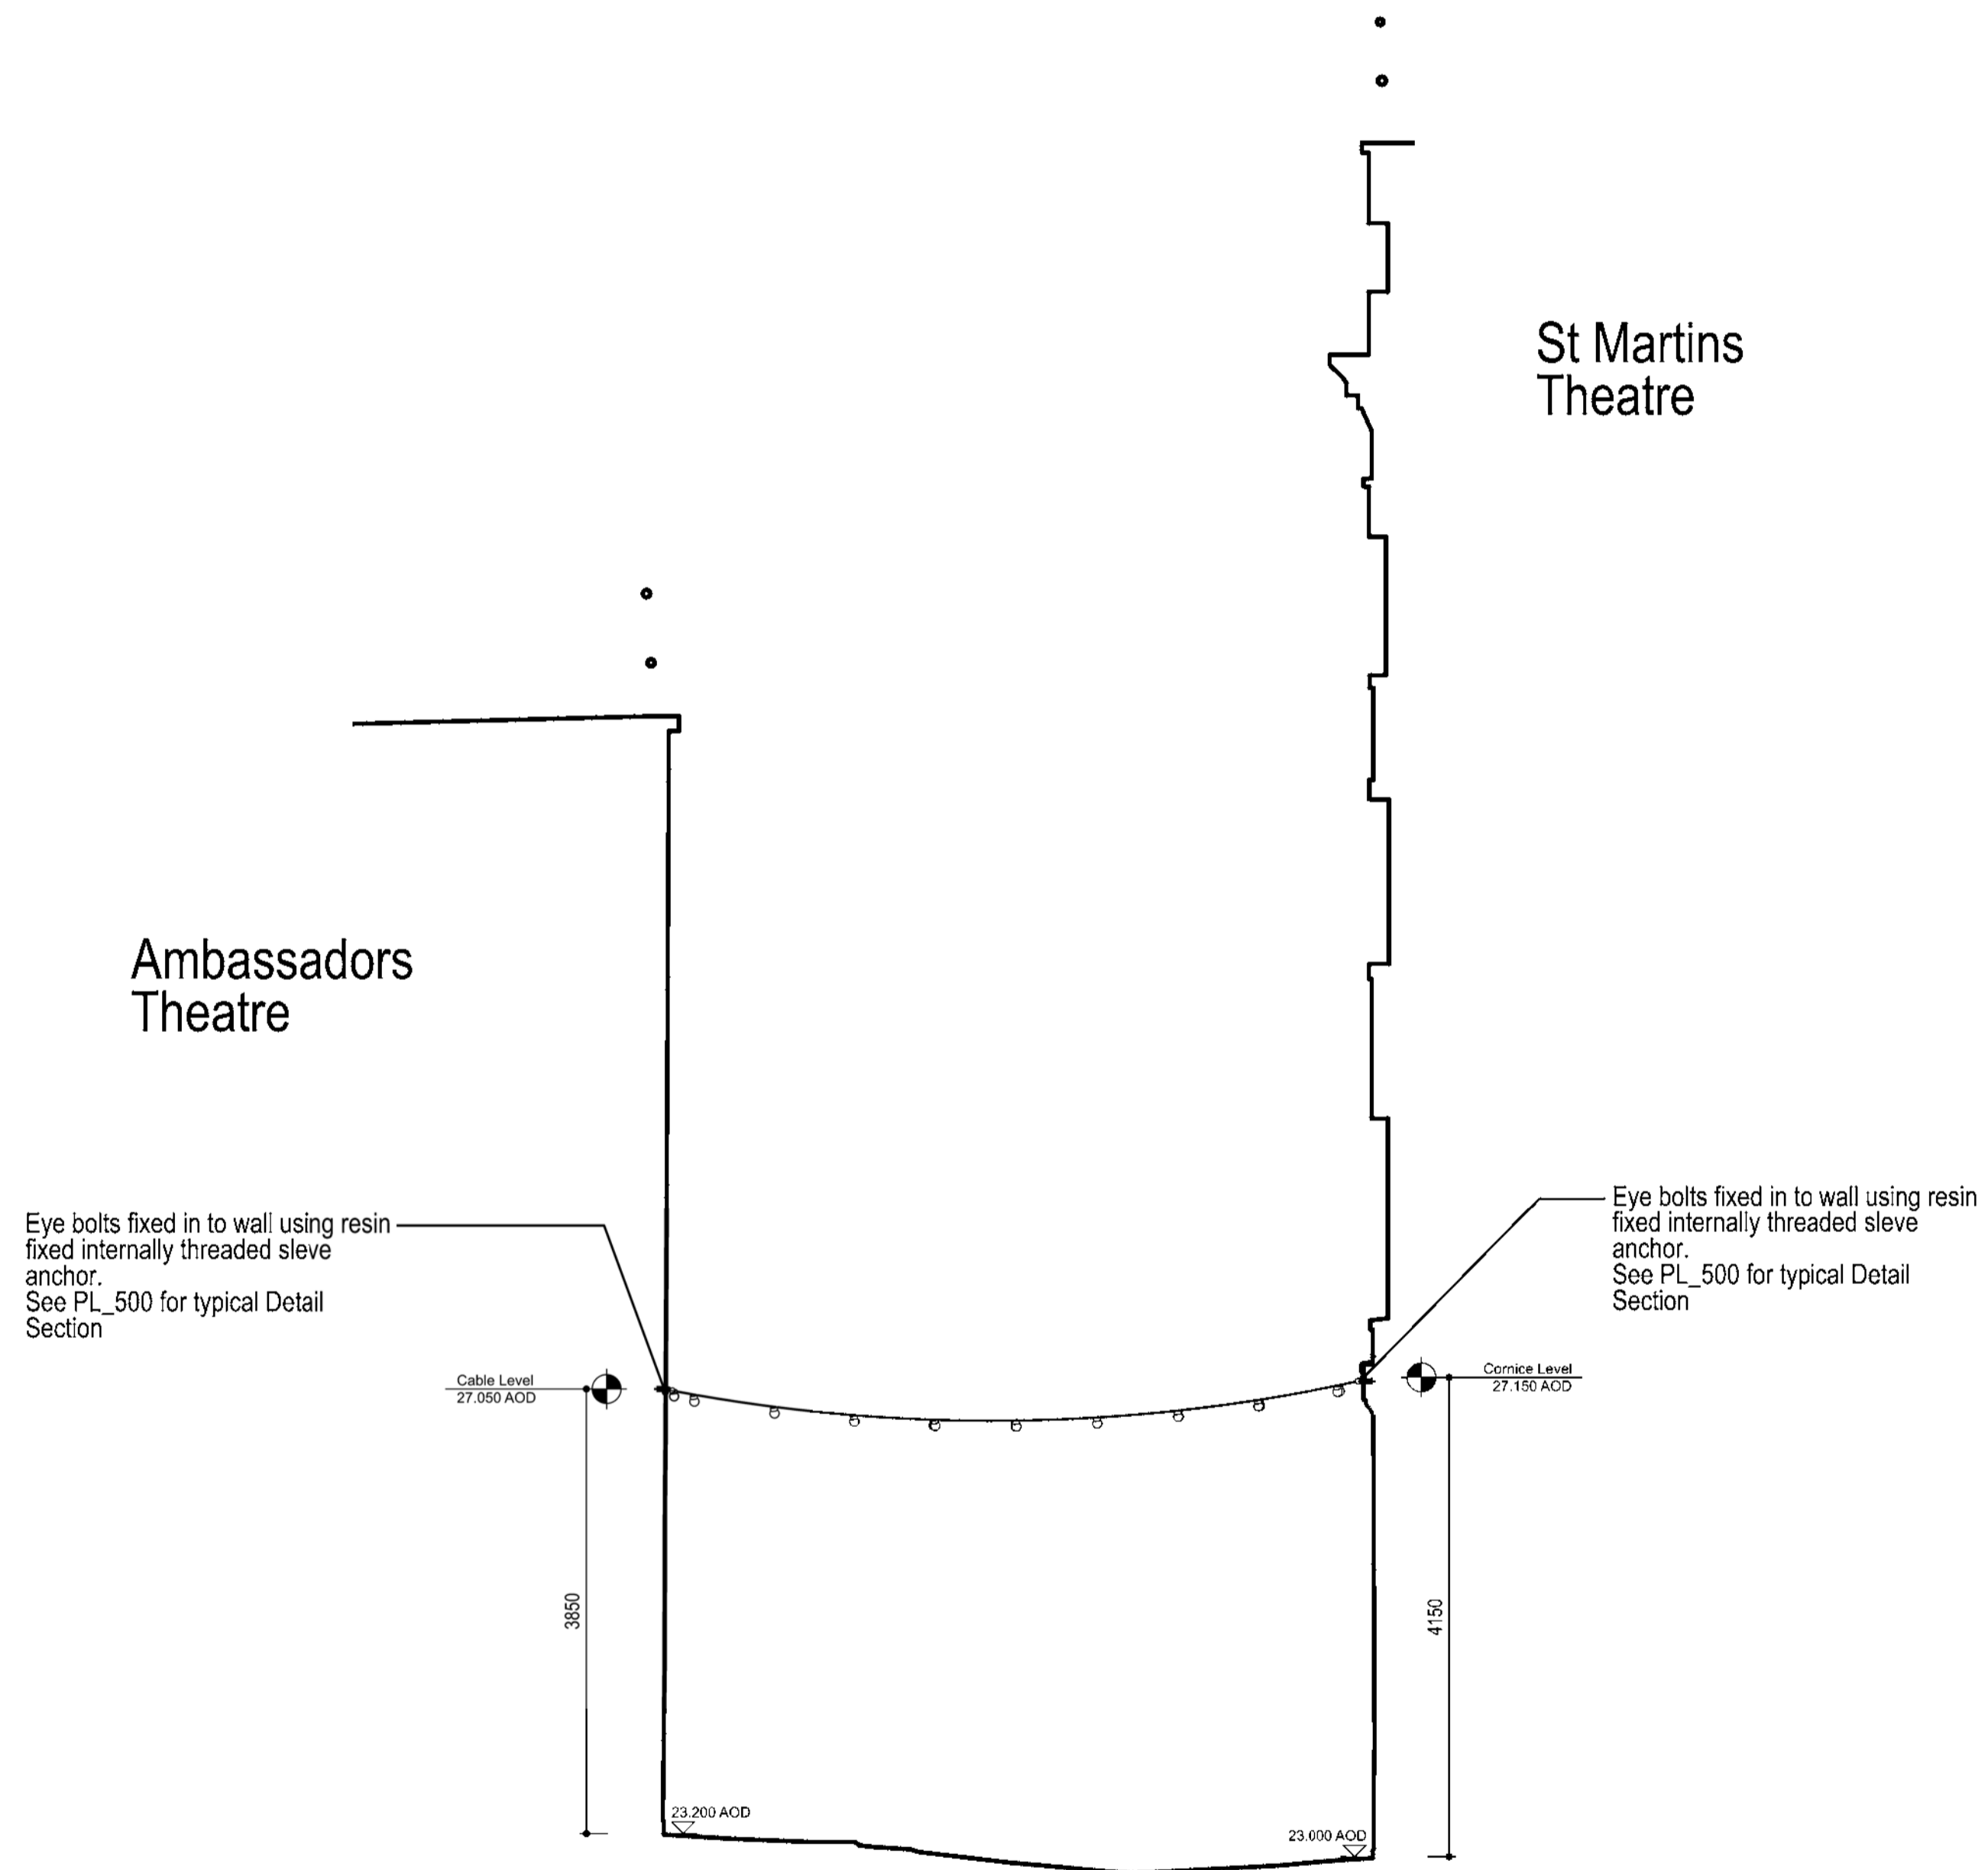 St Martins
Theatre
Ambassadors
Theatre
Eye bolts fixed in to wall using resin
fixed internally threaded sleve
anchor.
See PL_500 for typical Detail
Section
Eye bolts fixed in to wall using resin
fixed internally threaded sleve
anchor.
See PL_500 for typical Detail
Section
Cable Level
27.050 AOD
Cornice Level
27.150 AOD
3850
4150
23.200 AOD
23.000 AOD